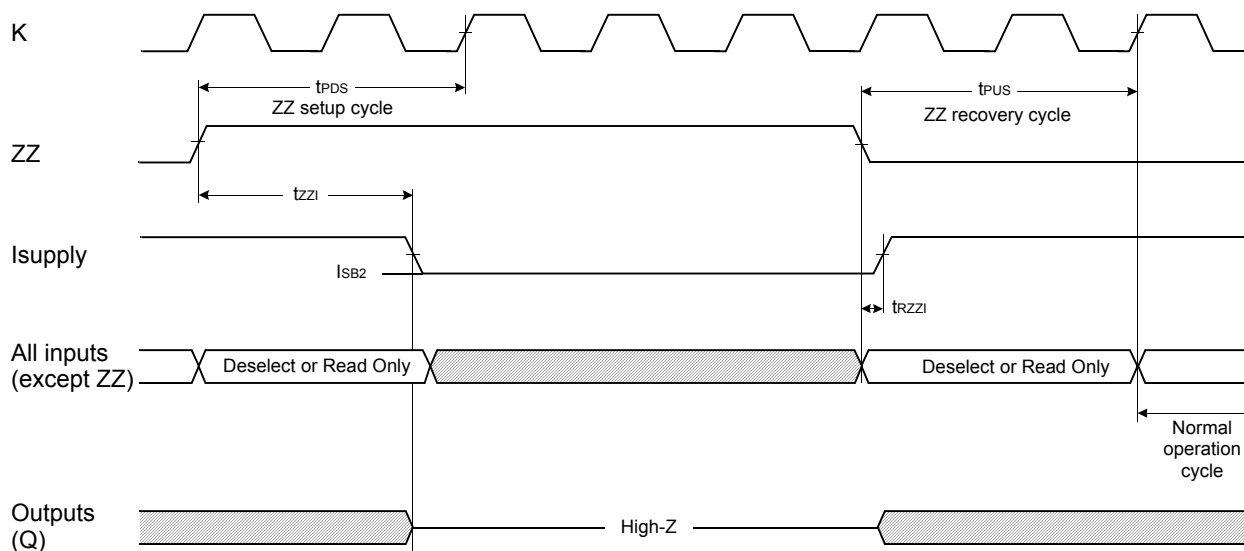 K
tPDS
ZZ setup cycle
tPUS
ZZ recovery cycle
ZZ
tZZI
Isupply
ISB2
tRZZI
All inputs
(except ZZ)
Deselect or Read Only
Deselect or Read Only
Normal
operation
cycle
Outputs
(Q)
High-Z